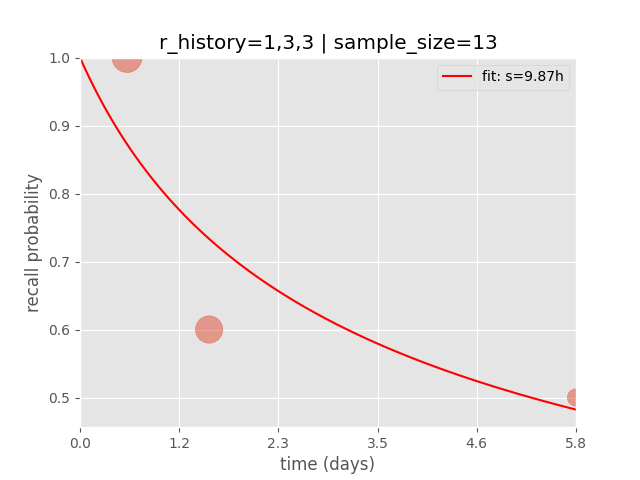 r_history=1,3,3 | sample_size=13
fit: s=9.87h
recall probability
1.0
0.9
0.8
0.7
0.6
0.5
0.0 1.2 2.3 3.5 4.6 5.8
time (days)